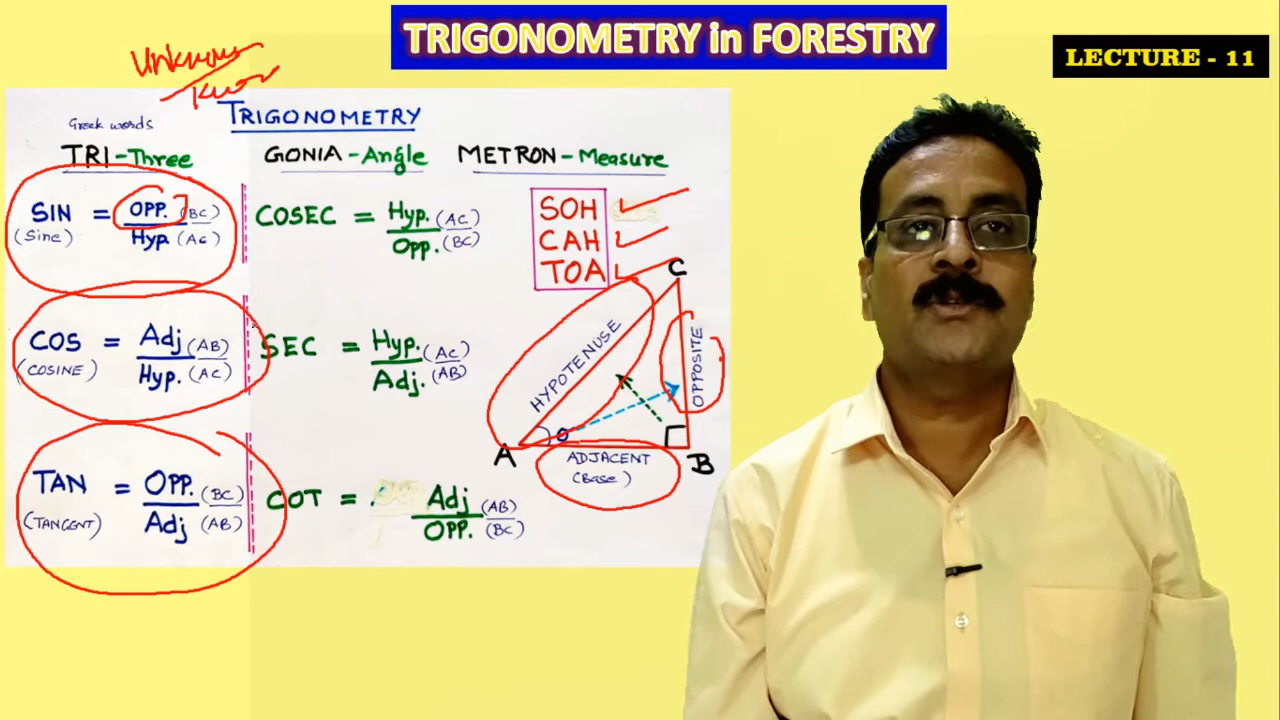 TRIGONOMETRY in FORESTRY
LECTURE - 11
Unknown
Know
TRIGONOMETRY
Greek words
TRI - Three
GONIA - Angle
METRON - Measure
SIN = OPP. (BC)
(Sine) Hyp. (AC)
COSEC = Hyp. (AC)
Opp. (BC)
SOH
CAH
TOA
COS = Adj (AB)
(COSINE) Hyp. (AC)
SEC = Hyp. (AC)
Adj. (AB)
TAN = OPP. (BC)
(TANGENT) Adj (AB)
COT = Adj (AB)
OPP. (BC)
C
HYPOTENUSE
OPPOSITE
θ
A
ADJACENT
(Base)
B